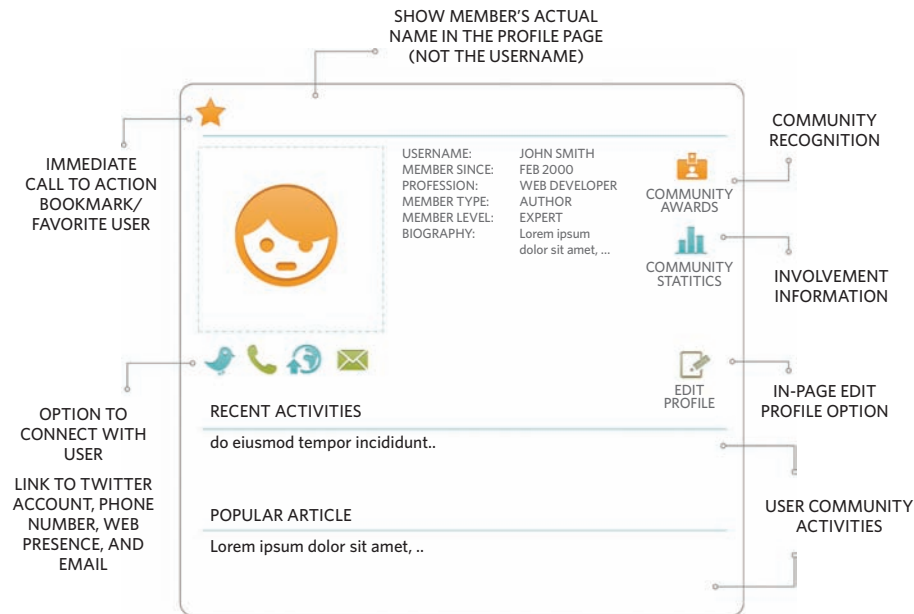 SHOW MEMBER'S ACTUAL
NAME IN THE PROFILE PAGE
(NOT THE USERNAME)
IMMEDIATE
CALL TO ACTION
BOOKMARK/
FAVORITE USER
USERNAME: JOHN SMITH
MEMBER SINCE: FEB 2000
PROFESSION: WEB DEVELOPER
MEMBER TYPE: AUTHOR
MEMBER LEVEL: EXPERT
BIOGRAPHY: Lorem ipsum
dolor sit amet, ...
COMMUNITY
AWARDS
COMMUNITY
STATITICS
COMMUNITY
RECOGNITION
INVOLVEMENT
INFORMATION
EDIT
PROFILE
IN-PAGE EDIT
PROFILE OPTION
OPTION TO
CONNECT WITH
USER
LINK TO TWITTER
ACCOUNT, PHONE
NUMBER, WEB
PRESENCE, AND
EMAIL
RECENT ACTIVITIES
do eiusmod tempor incididunt..
POPULAR ARTICLE
Lorem ipsum dolor sit amet, ..
USER COMMUNITY
ACTIVITIES